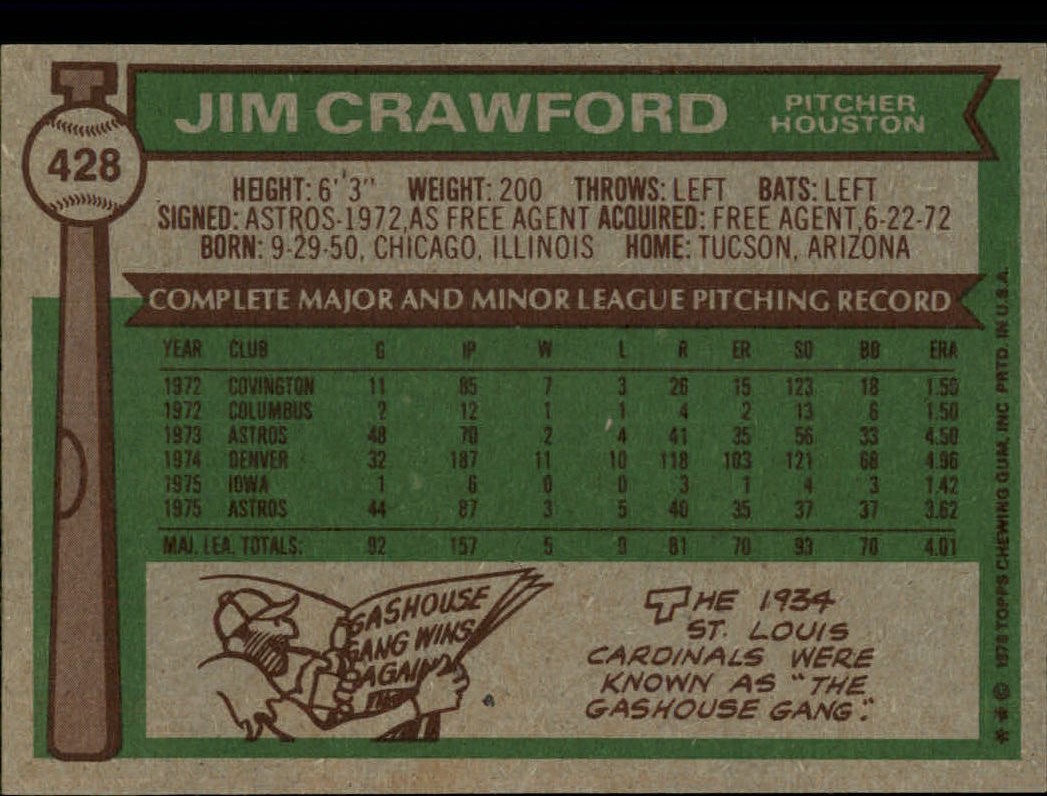 JIM CRAWFORD
PITCHER
HOUSTON
428
HEIGHT: 6' 3" WEIGHT: 200 THROWS: LEFT BATS: LEFT
SIGNED: ASTROS-1972,AS FREE AGENT ACQUIRED: FREE AGENT,6-22-72
BORN: 9-29-50, CHICAGO, ILLINOIS HOME: TUCSON, ARIZONA
COMPLETE MAJOR AND MINOR LEAGUE PITCHING RECORD
YEAR CLUB G IP W L R ER SO BB ERA
1972 COVINGTON 11 85 7 3 26 15 123 18 1.50
1972 COLUMBUS 2 12 1 1 4 2 13 6 1.50
1973 ASTROS 48 70 2 4 41 35 56 33 4.50
1974 DENVER 32 187 11 10 118 103 121 68 4.96
1975 IOWA 1 6 0 0 3 1 4 3 1.42
1975 ASTROS 44 87 3 5 40 35 37 37 3.62
MAJ. LEA. TOTALS: 92 157 5 9 81 70 93 70 4.01
GASHOUSE
GANG WINS
AGAIN!
THE 1934
ST. LOUIS
CARDINALS WERE
KNOWN AS "THE
GASHOUSE GANG."
* * © 1976 TOPPS CHEWING GUM, INC. PRTD. IN U.S.A.